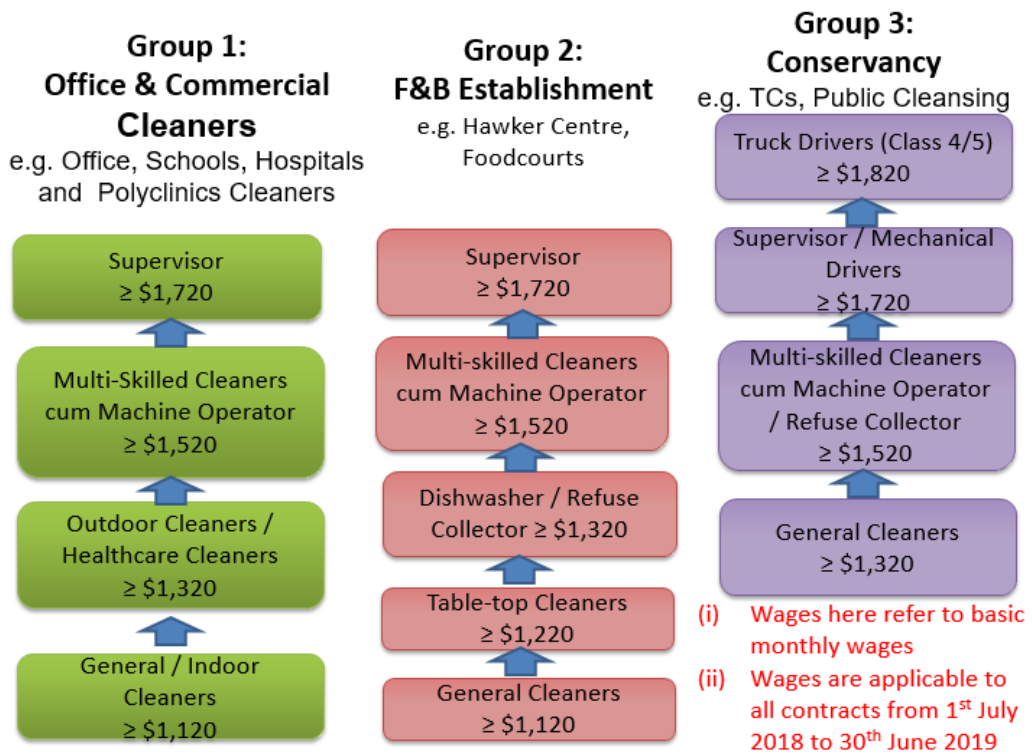 Group 1:
Office & Commercial
Cleaners
e.g. Office, Schools, Hospitals
and Polyclinics Cleaners
Supervisor
≥ $1,720
Multi-Skilled Cleaners
cum Machine Operator
≥ $1,520
Outdoor Cleaners /
Healthcare Cleaners
≥ $1,320
General / Indoor
Cleaners
≥ $1,120
Group 2:
F&B Establishment
e.g. Hawker Centre,
Foodcourts
Supervisor
≥ $1,720
Multi-skilled Cleaners
cum Machine Operator
≥ $1,520
Dishwasher / Refuse
Collector ≥ $1,320
Table-top Cleaners
≥ $1,220
General Cleaners
≥ $1,120
Group 3:
Conservancy
e.g. TCs, Public Cleansing
Truck Drivers (Class 4/5)
≥ $1,820
Supervisor / Mechanical
Drivers
≥ $1,720
Multi-skilled Cleaners
cum Machine Operator
/ Refuse Collector
≥ $1,520
General Cleaners
≥ $1,320
(i) Wages here refer to basic
monthly wages
(ii) Wages are applicable to
all contracts from 1st July
2018 to 30th June 2019